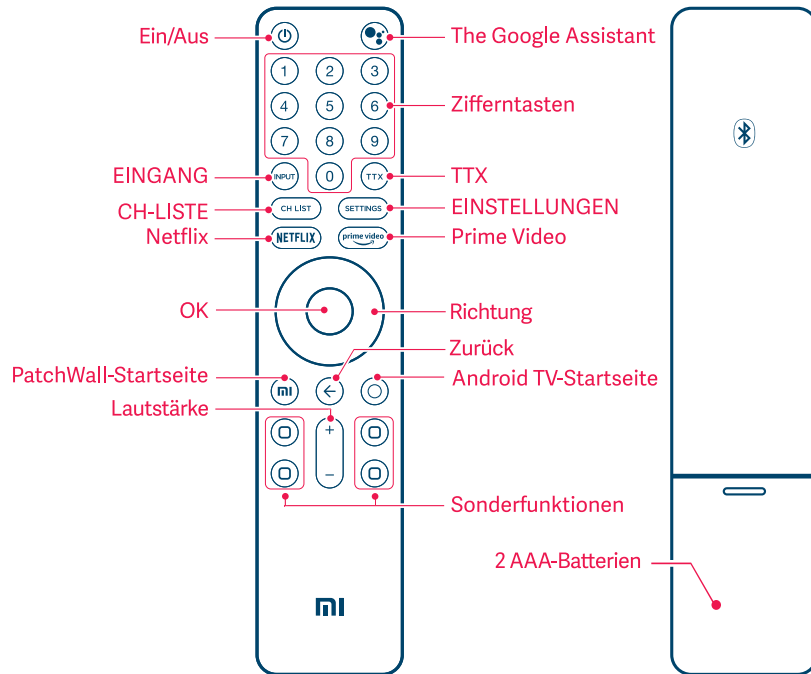 Ein/Aus
The Google Assistant
1 2 3
4 5 6
Zifferntasten
7 8 9
EINGANG
INPUT
0
TTX
TTX
CH-LISTE
CH LIST
SETTINGS
EINSTELLUNGEN
Netflix
NETFLIX
prime video
Prime Video
OK
Richtung
Zurück
PatchWall-Startseite
mi
Android TV-Startseite
Lautstärke
+
−
Sonderfunktionen
2 AAA-Batterien
mi